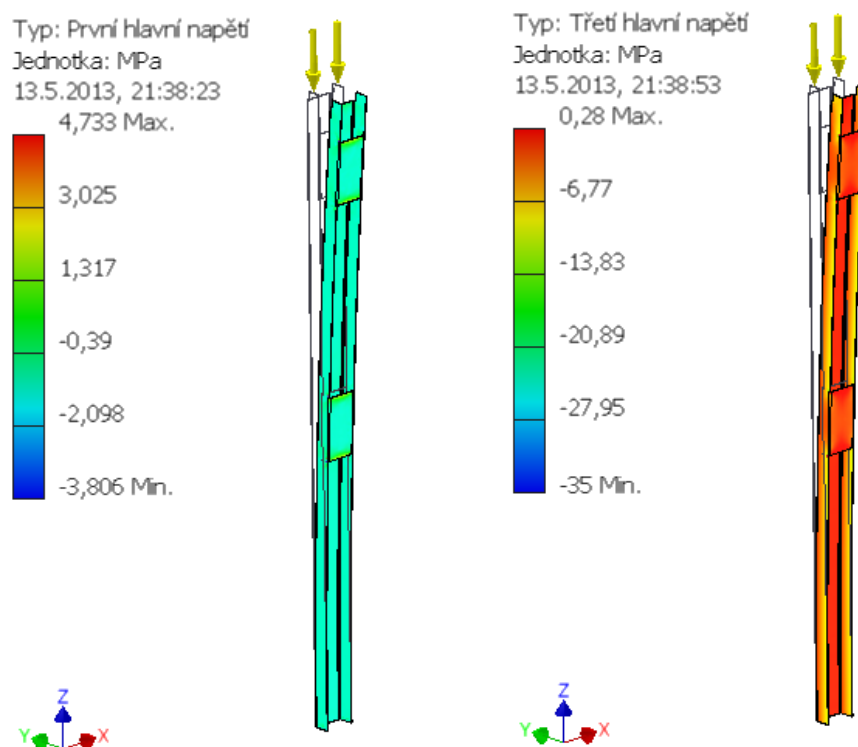 Typ: První hlavní napětí
Jednotka: MPa
13.5.2013, 21:38:23
4,733 Max.
3,025
1,317
-0,39
-2,098
-3,806 Min.
Z
Y
X
Typ: Třetí hlavní napětí
Jednotka: MPa
13.5.2013, 21:38:53
0,28 Max.
-6,77
-13,83
-20,89
-27,95
-35 Min.
Z
Y
X